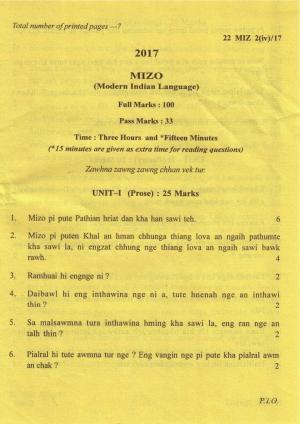 Total number of printed pages —7
22 MIZ 2(iv)/17
2017
MIZO
(Modern Indian Language)
Full Marks : 100
Pass Marks : 33
Time : Three Hours and *Fifteen Minutes
(*15 minutes are given as extra time for reading questions)
Zawhna zawng zawng chhan vek tur.
UNIT–I (Prose) : 25 Marks
1. Mizo pi pute Pathian hriat dan kha han sawi teh. 6
2. Mizo pi puten Khal an hman chhunga thiang lova an ngaih pathumte
kha sawi la, ni engzat chhung nge thiang lova an ngaih sawi bawk
rawh. 4
3. Ramhuai hi engnge ni ? 2
4. Daibawl hi eng inthawina nge ni a, tute hnenah nge an inthawi
thin ? 2
5. Sa malsawmna tura inthawina hming kha sawi la, eng ran nge an
talh thin ? 2
6. Pialral hi tute awmna tur nge ? Eng vangin nge pi pute kha pialral awm
an chak ? 2
P.T.O.